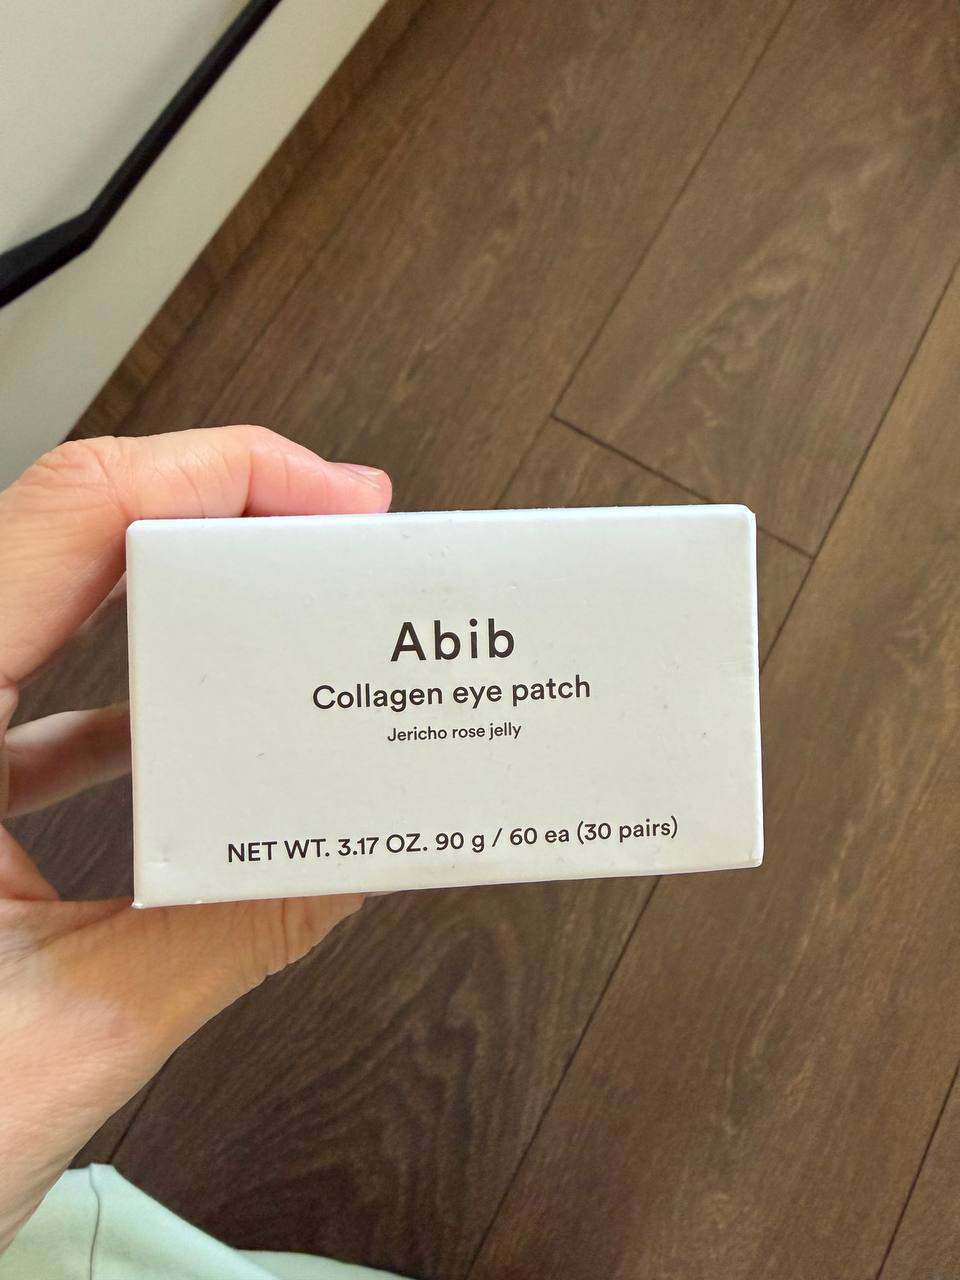 Abib
Collagen eye patch
Jericho rose jelly
NET WT. 3.17 OZ. 90 g / 60 ea (30 pairs)